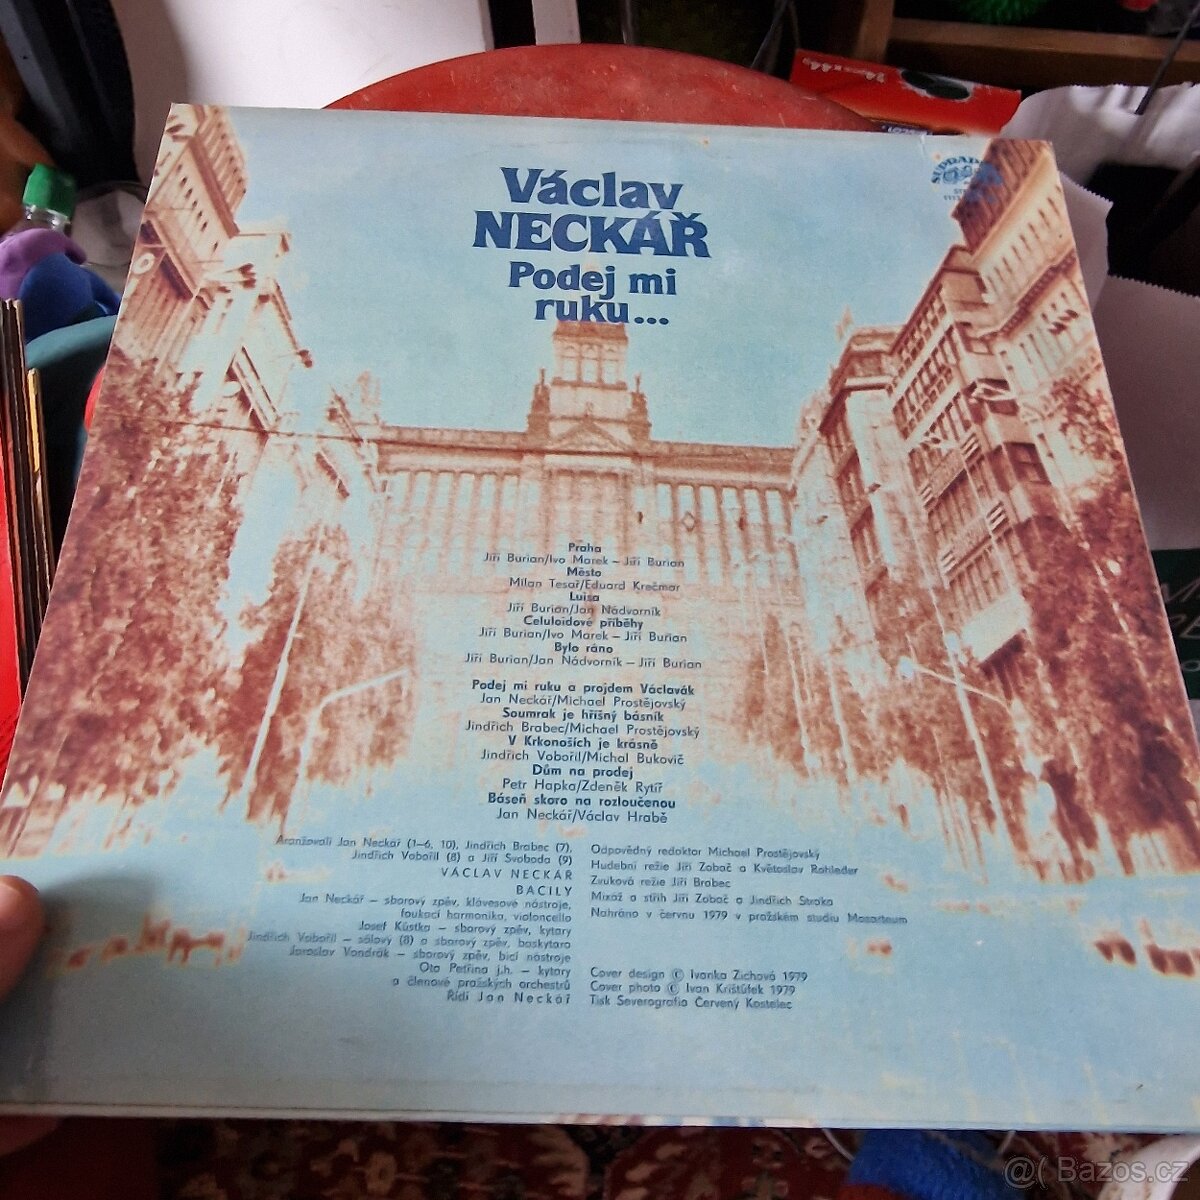 Václav
NECKÁŘ
Podej mi
ruku...
Praha
Jiří Burian/Ivo Marek – Jiří Burian
Město
Milan Tesař/Eduard Krečmar
Luisa
Jiří Burian/Jan Nádvorník
Celuloidové příběhy
Jiří Burian/Ivo Marek – Jiří Burian
Bylo ráno
Jiří Burian/Jan Nádvorník – Jiří Burian
Podej mi ruku a projdem Václavák
Jan Neckář/Michael Prostějovský
Soumrak je hříšný básník
Jindřich Brabec/Michael Prostějovský
V Krkonoších je krásně
Jindřich Vobořil/Michal Bukovič
Dům na prodej
Petr Hapka/Zdeněk Rytíř
Báseň skoro na rozloučenou
Jan Neckář/Václav Hrabě
Aranžovali Jan Neckář (1–6, 10), Jindřich Brabec (7),
Jindřich Vobořil (8) a Jiří Svoboda (9)
VÁCLAV NECKÁŘ
BACILY
Jan Neckář – sborový zpěv, klávesové nástroje,
foukací harmonika, violoncello
Josef Kůstka – sborový zpěv, kytary
Jindřich Vobořil – sólový (8) a sborový zpěv, baskytara
Jaroslav Vondrák – sborový zpěv, bicí nástroje
Ota Petřina j.h. – kytary
a členové pražských orchestrů
Řídí Jan Neckář
Odpovědný redaktor Michael Prostějovský
Hudební režie Jiří Zobač a Květoslav Rohleder
Zvuková režie Jiří Brabec
Mixáž a střih Jiří Zobač a Jindřich Straka
Nahráno v červnu 1979 v pražském studiu Mozarteum
Cover design © Ivanka Zichová 1979
Cover photo © Ivan Krištůfek 1979
Tisk Severografia Červený Kostelec
@( Bazos.cz